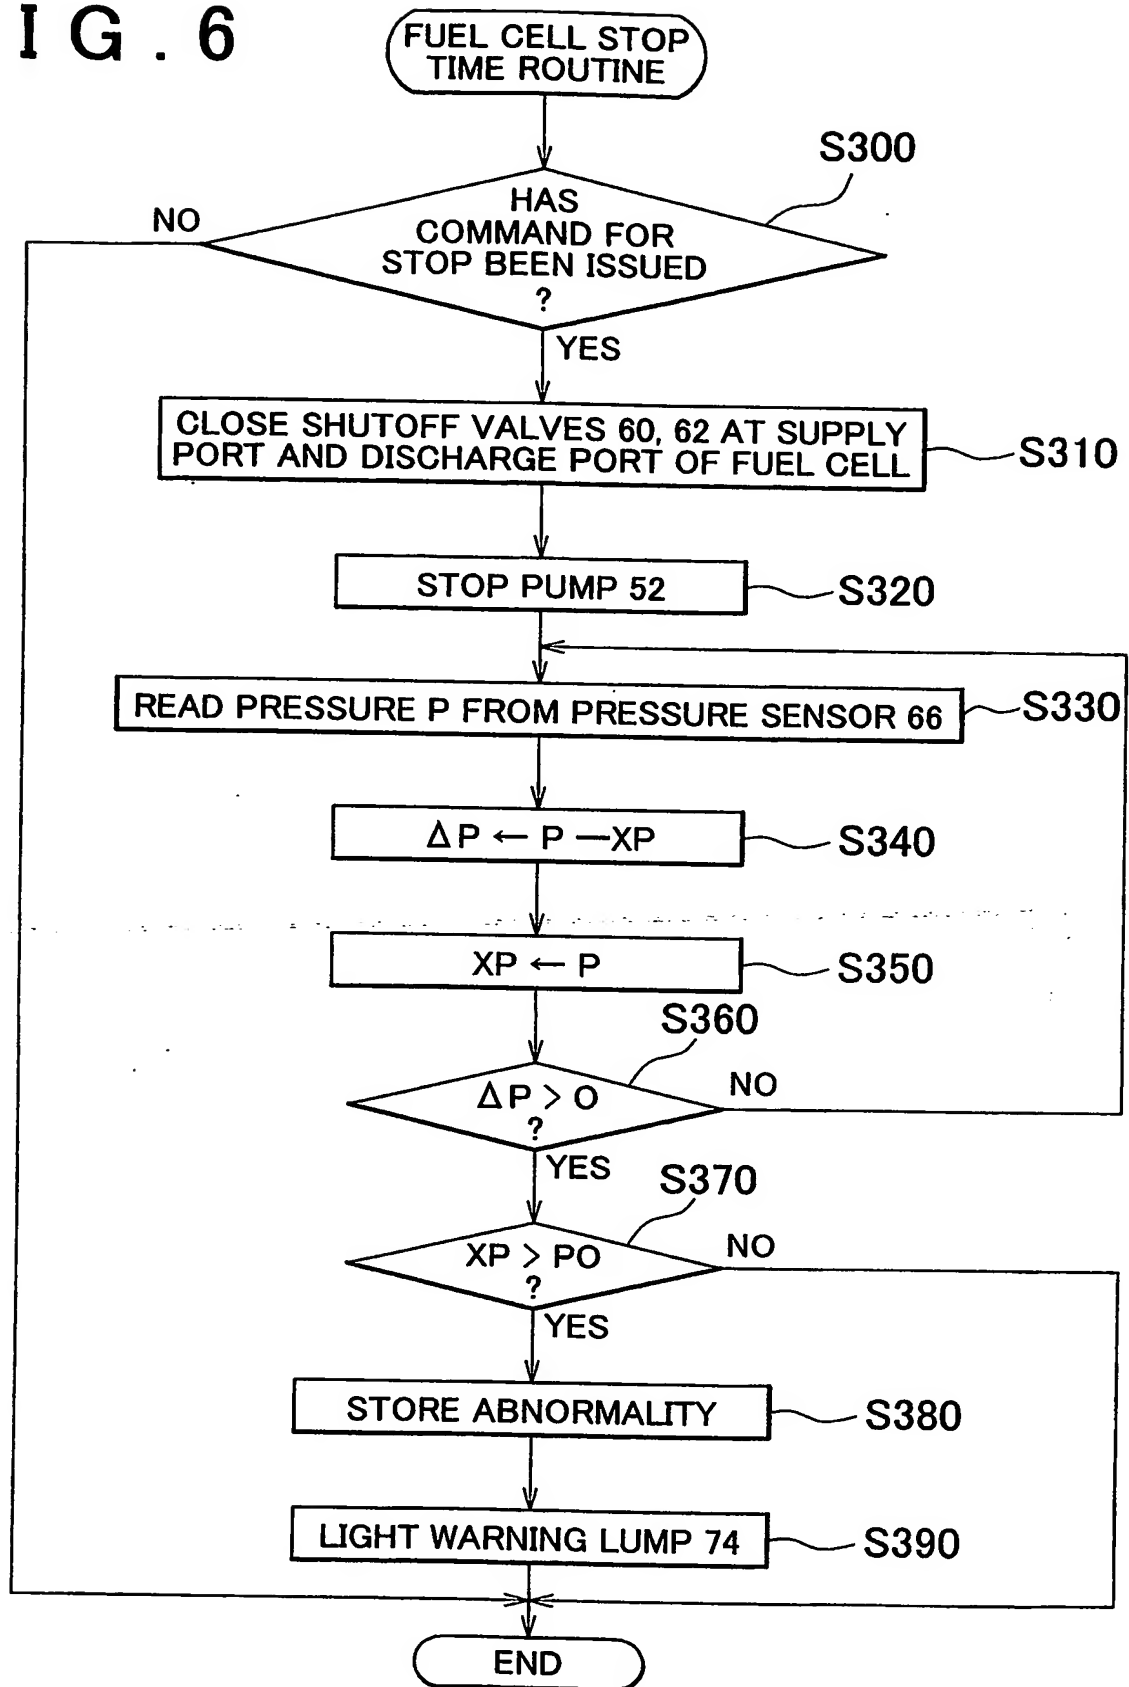 I G . 6
FUEL CELL STOP
TIME ROUTINE
S300
HAS
COMMAND FOR
STOP BEEN ISSUED
?
NO
YES
CLOSE SHUTOFF VALVES 60, 62 AT SUPPLY
PORT AND DISCHARGE PORT OF FUEL CELL
S310
STOP PUMP 52
S320
READ PRESSURE P FROM PRESSURE SENSOR 66
S330
ΔP ← P —XP
S340
XP ← P
S350
S360
ΔP > O
?
NO
YES
S370
XP > PO
?
NO
YES
STORE ABNORMALITY
S380
LIGHT WARNING LUMP 74
S390
END